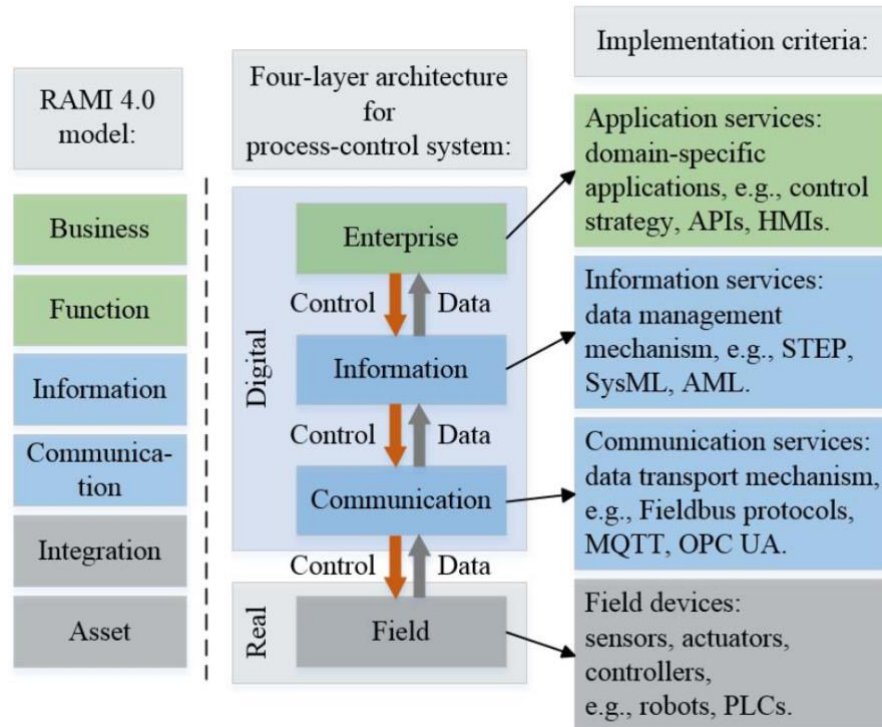 RAMI 4.0
model:
Business
Function
Information
Communica-
tion
Integration
Asset
Four-layer architecture
for
process-control system:
Digital
Enterprise
Control
Data
Information
Control
Data
Communication
Control
Data
Real
Field
Implementation criteria:
Application services:
domain-specific
applications, e.g., control
strategy, APIs, HMIs.
Information services:
data management
mechanism, e.g., STEP,
SysML, AML.
Communication services:
data transport mechanism,
e.g., Fieldbus protocols,
MQTT, OPC UA.
Field devices:
sensors, actuators,
controllers,
e.g., robots, PLCs.